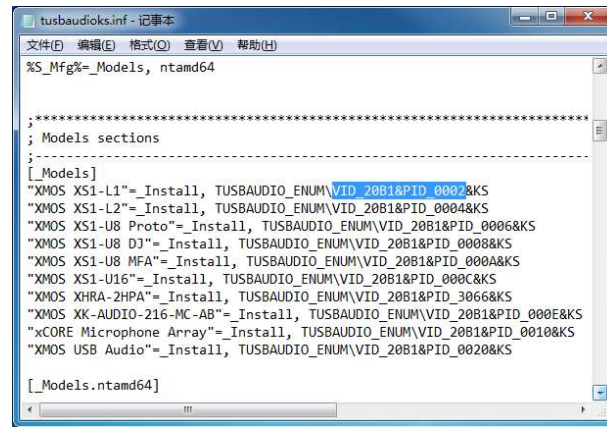 tusbaudioks.inf - 记事本
文件(F) 编辑(E) 格式(O) 查看(V) 帮助(H)
%S_Mfg%=_Models, ntamd64
;************************************************************************
; Models sections
;------------------------------------------------------------------------
[_Models]
"XMOS XS1-L1"=_Install, TUSBAUDIO_ENUM\VID_20B1&PID_0002&KS
"XMOS XS1-L2"=_Install, TUSBAUDIO_ENUM\VID_20B1&PID_0004&KS
"XMOS XS1-U8 Proto"=_Install, TUSBAUDIO_ENUM\VID_20B1&PID_0006&KS
"XMOS XS1-U8 DJ"=_Install, TUSBAUDIO_ENUM\VID_20B1&PID_0008&KS
"XMOS XS1-U8 MFA"=_Install, TUSBAUDIO_ENUM\VID_20B1&PID_000A&KS
"XMOS XS1-U16"=_Install, TUSBAUDIO_ENUM\VID_20B1&PID_000C&KS
"XMOS XHRA-2HPA"=_Install, TUSBAUDIO_ENUM\VID_20B1&PID_3066&KS
"XMOS XK-AUDIO-216-MC-AB"=_Install, TUSBAUDIO_ENUM\VID_20B1&PID_000E&KS
"xCORE Microphone Array"=_Install, TUSBAUDIO_ENUM\VID_20B1&PID_0010&KS
"XMOS USB Audio"=_Install, TUSBAUDIO_ENUM\VID_20B1&PID_0020&KS
[_Models.ntamd64]